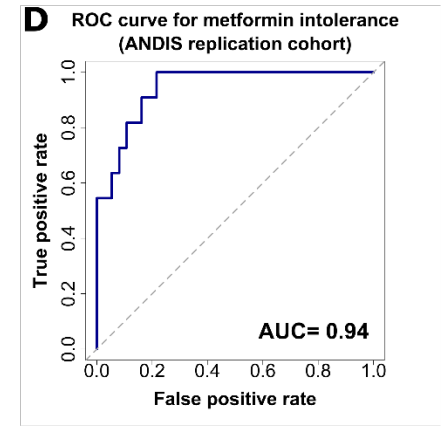 D ROC curve for metformin intolerance
(ANDIS replication cohort)
True positive rate
1.0
0.8
0.6
0.4
0.2
0.0
AUC= 0.94
0.0 0.2 0.4 0.6 0.8 1.0
False positive rate